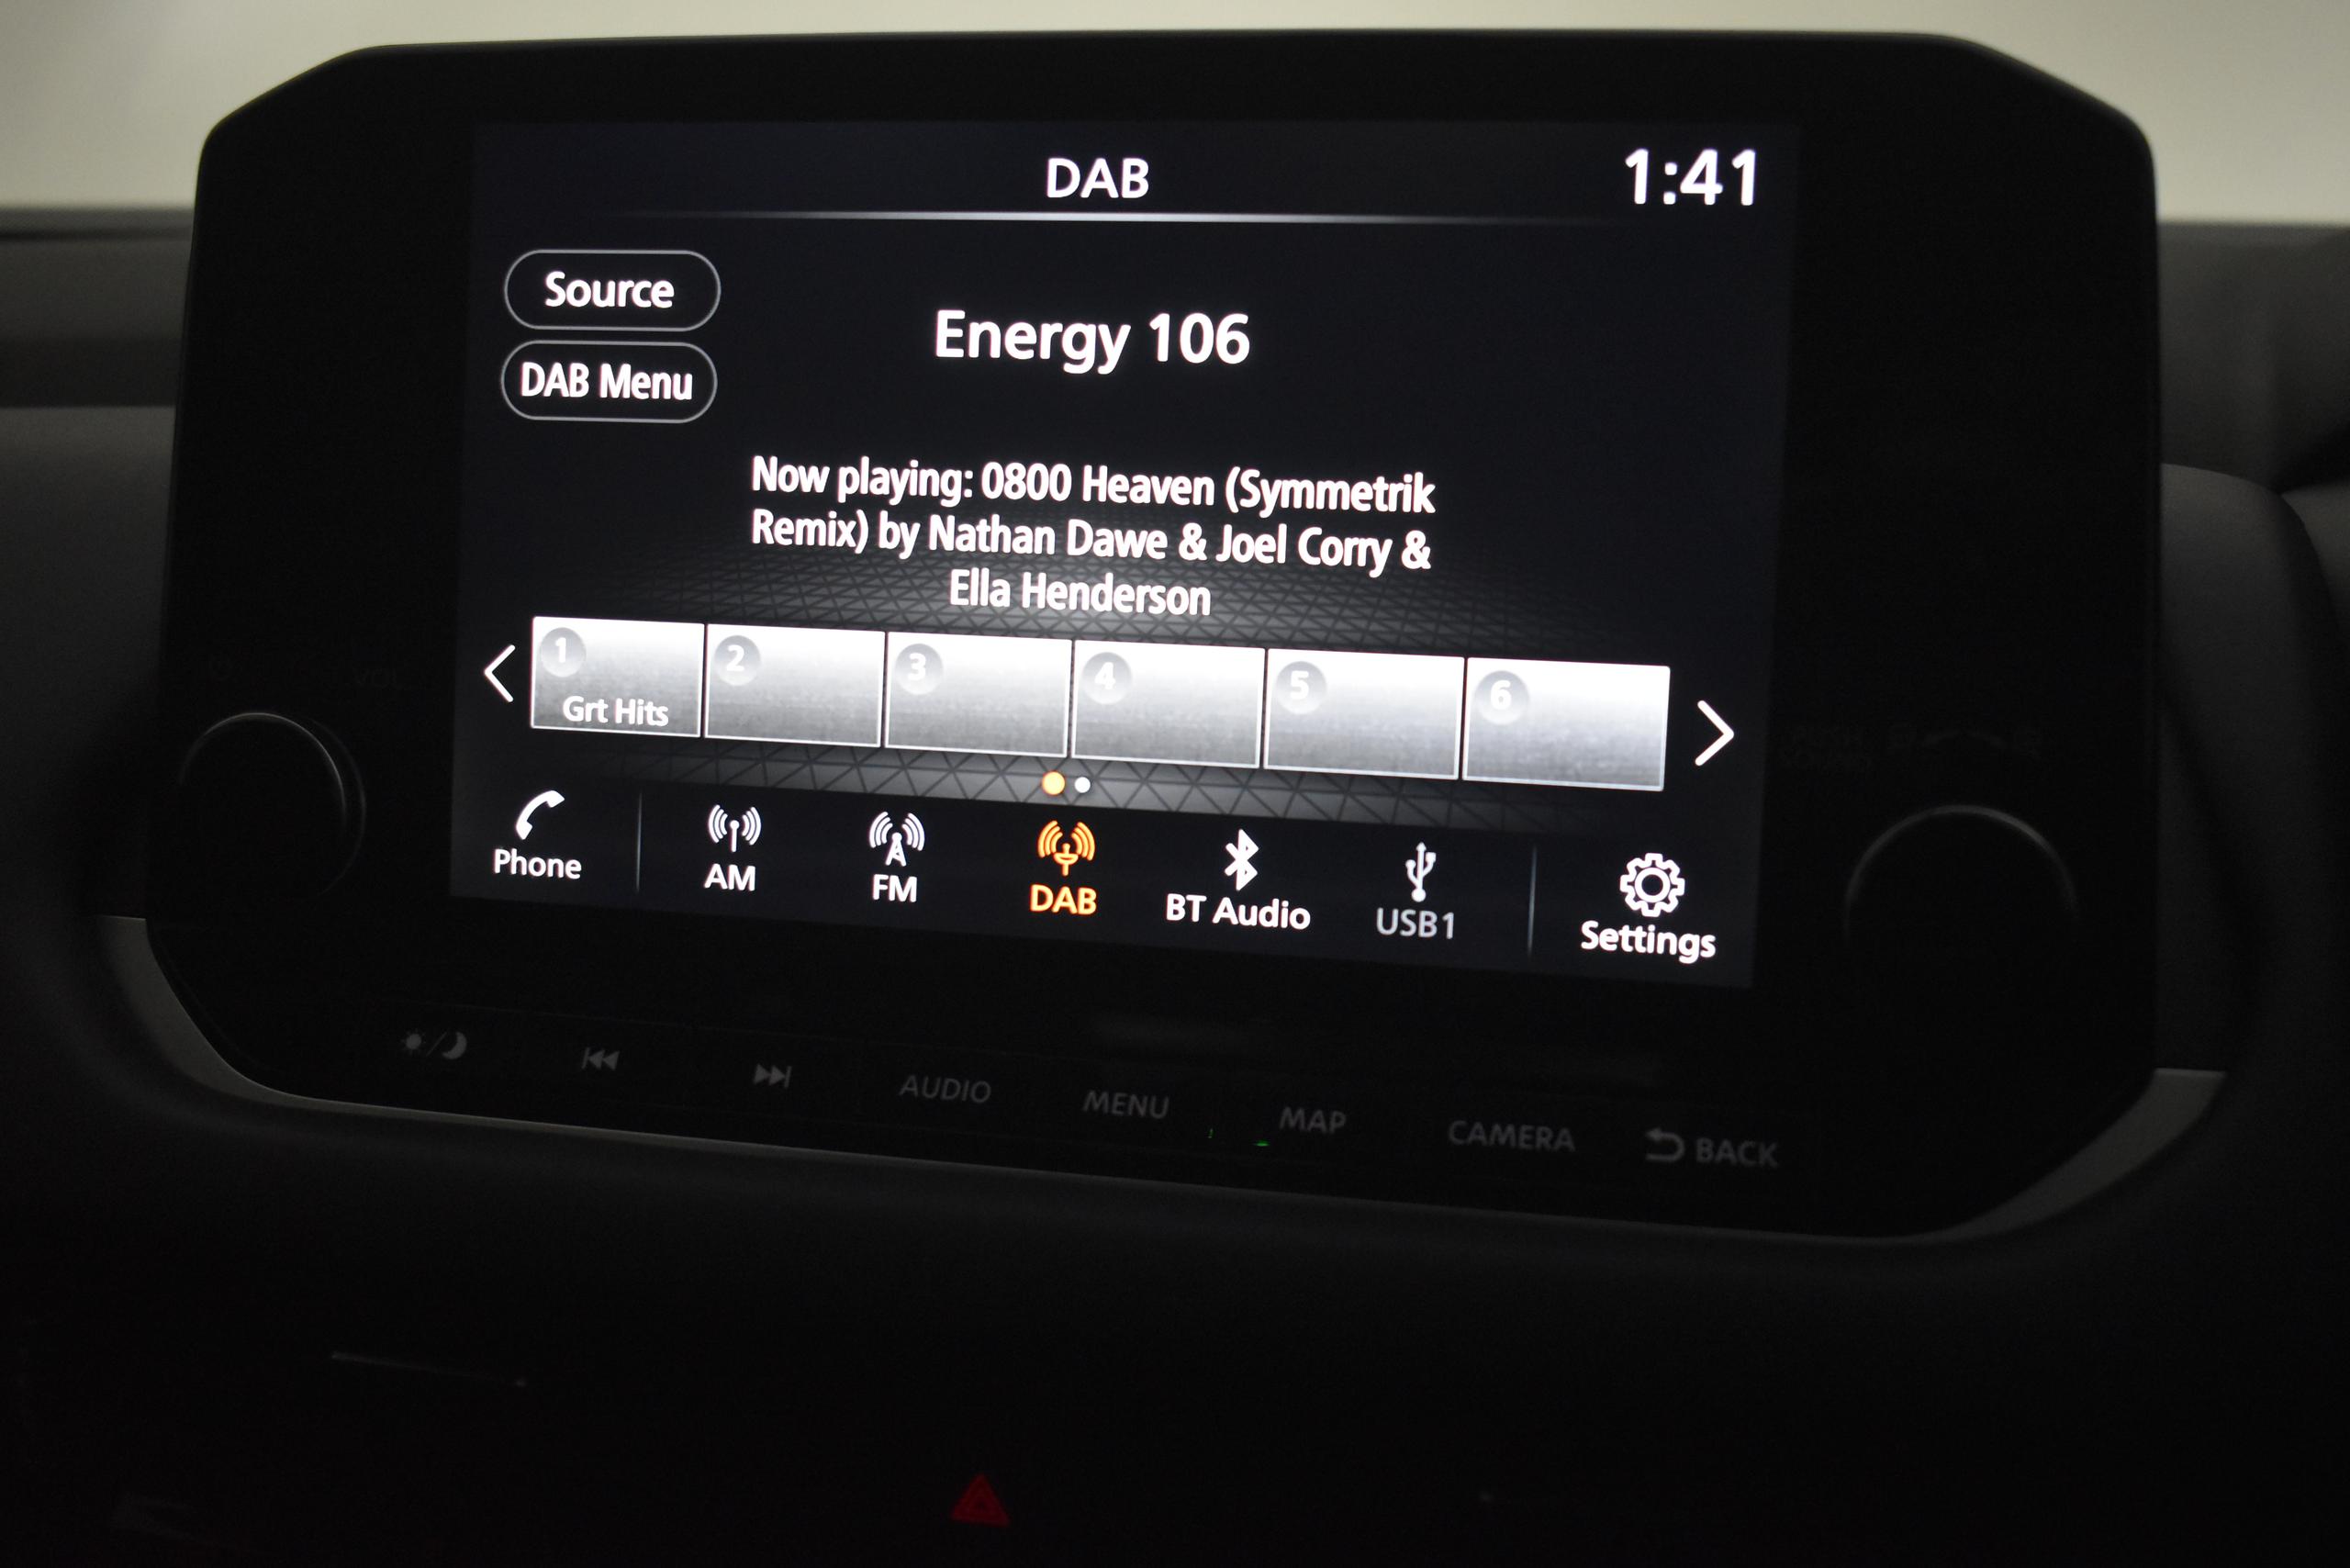 DAB
1:41
Source
Energy 106
DAB Menu
Now playing: 0800 Heaven (Symmetrik
Remix) by Nathan Dawe & Joel Corry &
Ella Henderson
1
2
3
4
5
6
Grt Hits
VOL
Phone
AM
FM
DAB
BT Audio
USB1
Settings
AUDIO
MENU
MAP
CAMERA
BACK